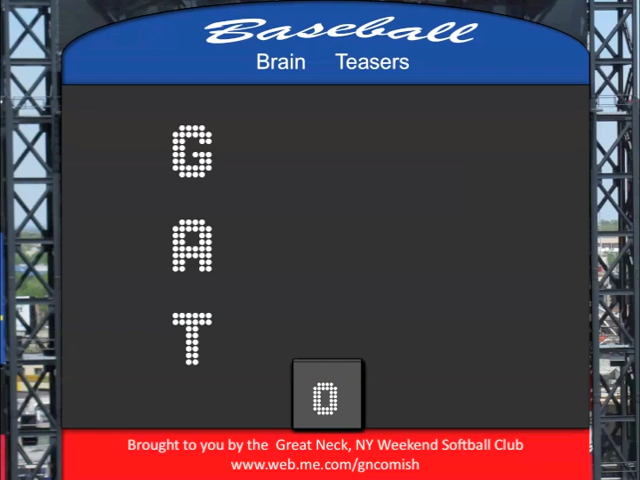 Baseball
Brain Teasers
G
A
T
0
Brought to you by the Great Neck, NY Weekend Softball Club
www.web.me.com/gncomish